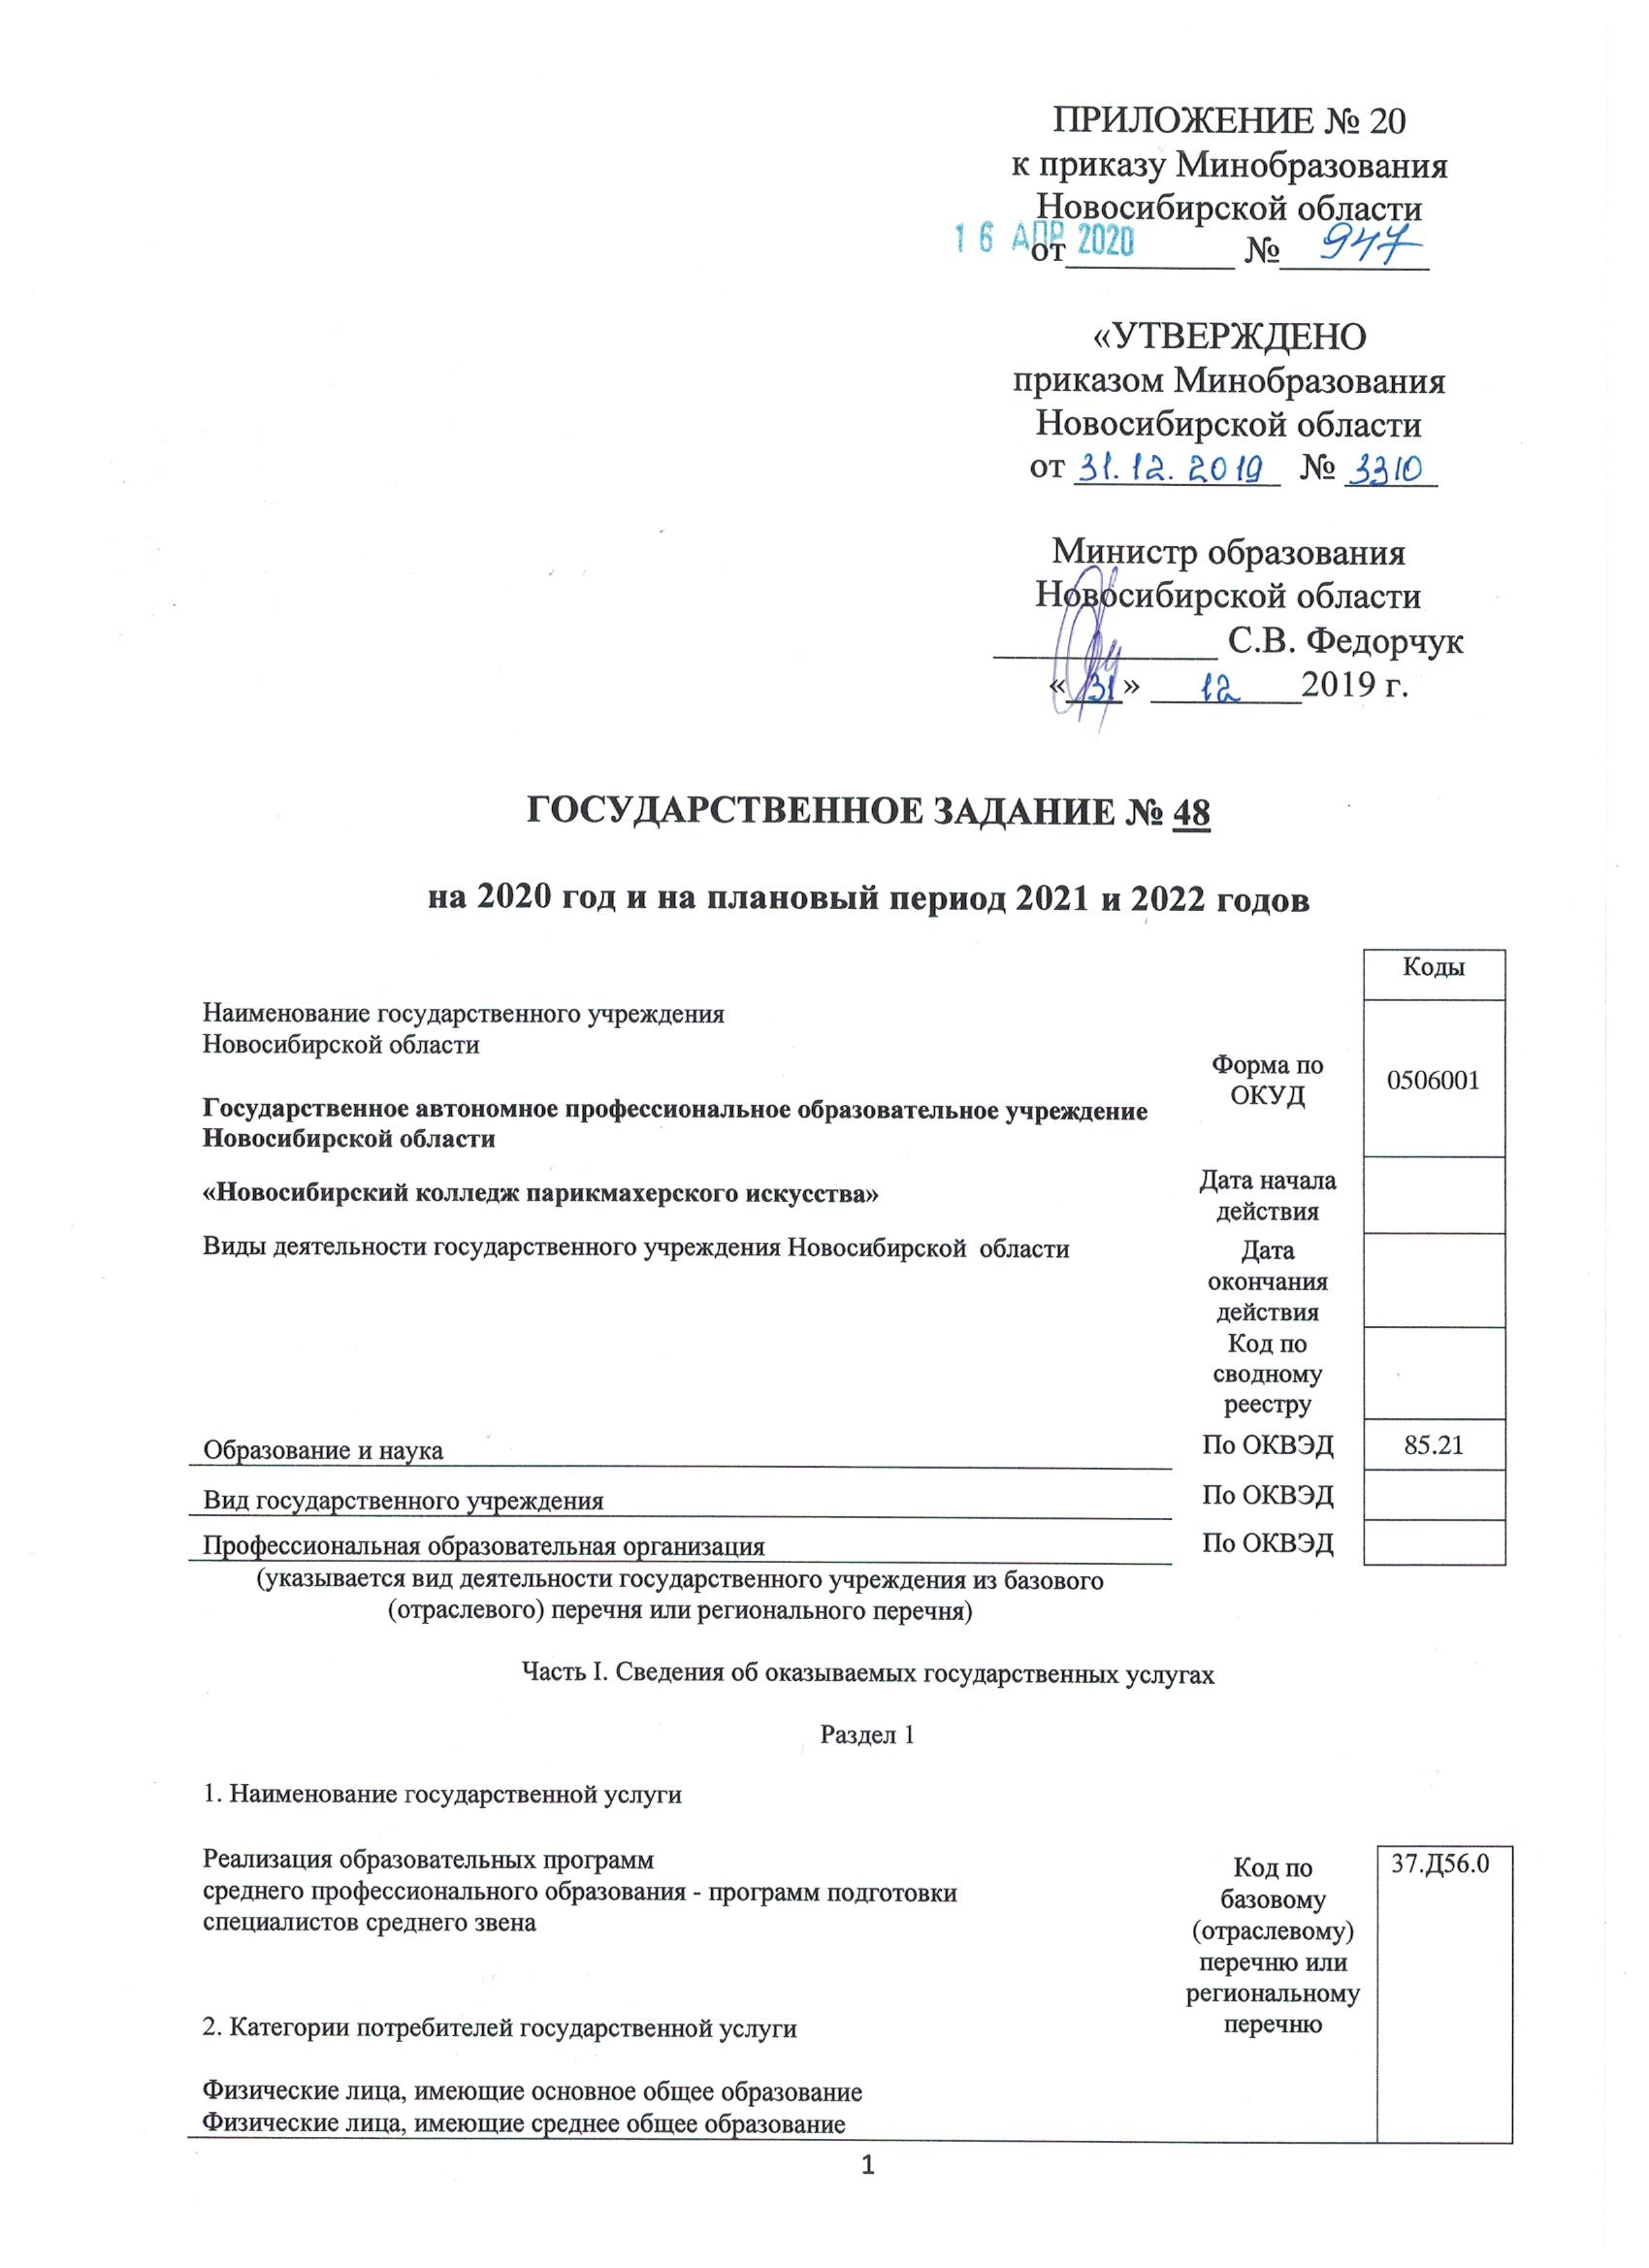 ПРИЛОЖЕНИЕ № 20
к приказу Минобразования
Новосибирской области
от 16 АПР 2020 № 947
«УТВЕРЖДЕНО
приказом Минобразования
Новосибирской области
от 31.12.2019 № 3310
Министр образования
Новосибирской области
С.В. Федорчук
«31» 12 2019 г.
ГОСУДАРСТВЕННОЕ ЗАДАНИЕ № 48
на 2020 год и на плановый период 2021 и 2022 годов
Коды
Наименование государственного учреждения
Новосибирской области
Государственное автономное профессиональное образовательное учреждение
Новосибирской области
Форма по
ОКУД
0506001
«Новосибирский колледж парикмахерского искусства»
Дата начала
действия
Виды деятельности государственного учреждения Новосибирской области
Дата
окончания
действия
Код по
сводному
реестру
Образование и наука
По ОКВЭД
85.21
Вид государственного учреждения
По ОКВЭД
Профессиональная образовательная организация
По ОКВЭД
(указывается вид деятельности государственного учреждения из базового
(отраслевого) перечня или регионального перечня)
Часть I. Сведения об оказываемых государственных услугах
Раздел 1
1. Наименование государственной услуги
Реализация образовательных программ
среднего профессионального образования - программ подготовки
специалистов среднего звена
Код по
базовому
(отраслевому)
перечню или
региональному
перечню
37.Д56.0
2. Категории потребителей государственной услуги
Физические лица, имеющие основное общее образование
Физические лица, имеющие среднее общее образование
1